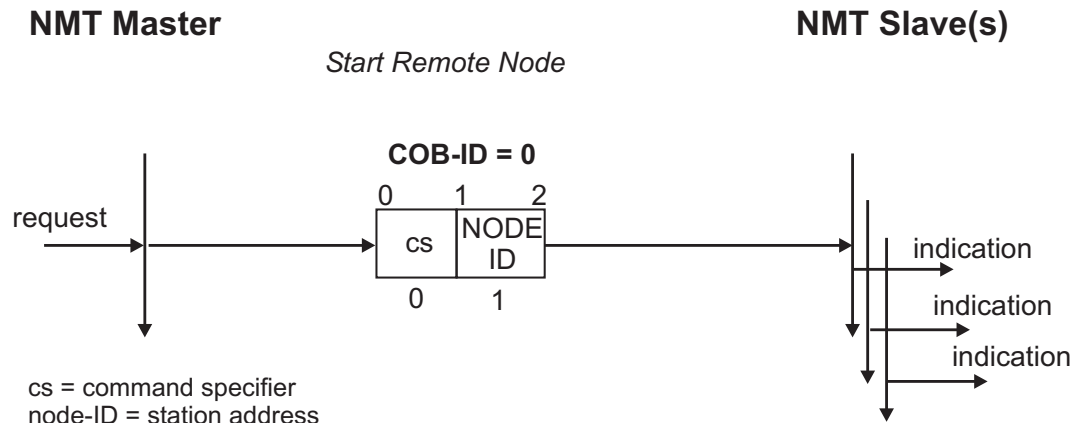 NMT Master
NMT Slave(s)
Start Remote Node
COB-ID = 0
0 1 2
request
cs
NODE
ID
0 1
indication
indication
indication
cs = command specifier
node-ID = station address